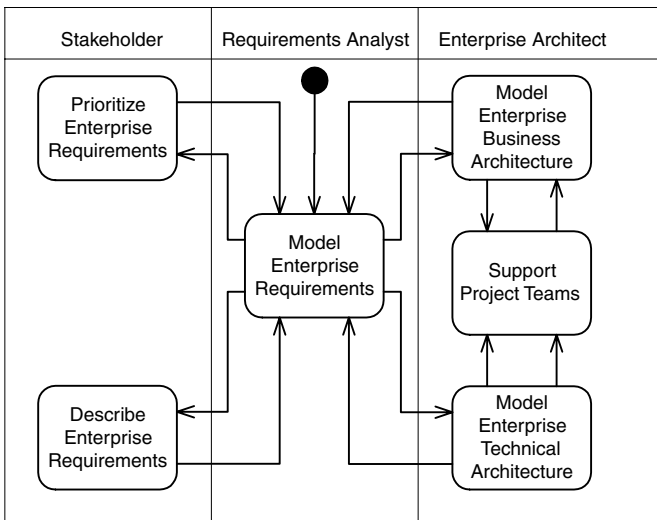 Stakeholder
Requirements Analyst
Enterprise Architect
Prioritize
Enterprise
Requirements
Model
Enterprise
Business
Architecture
Model
Enterprise
Requirements
Support
Project Teams
Describe
Enterprise
Requirements
Model
Enterprise
Technical
Architecture